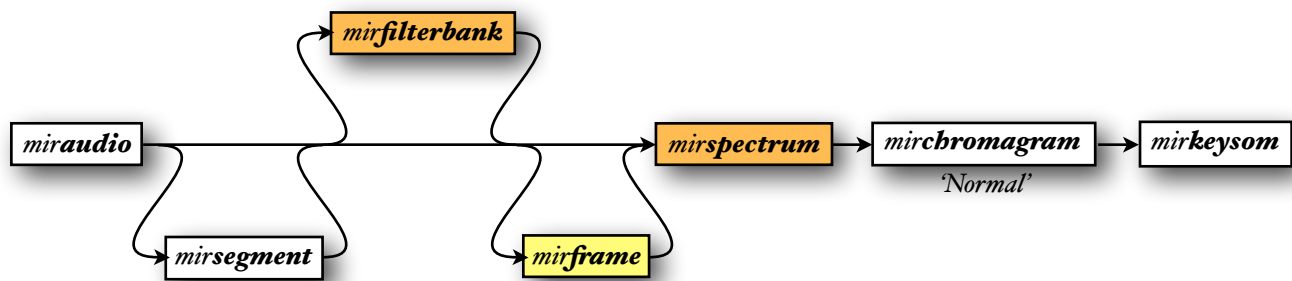 mirfilterbank
miraudio
mirspectrum
mirchromagram
mirkeysom
‘Normal’
mirsegment
mirframe